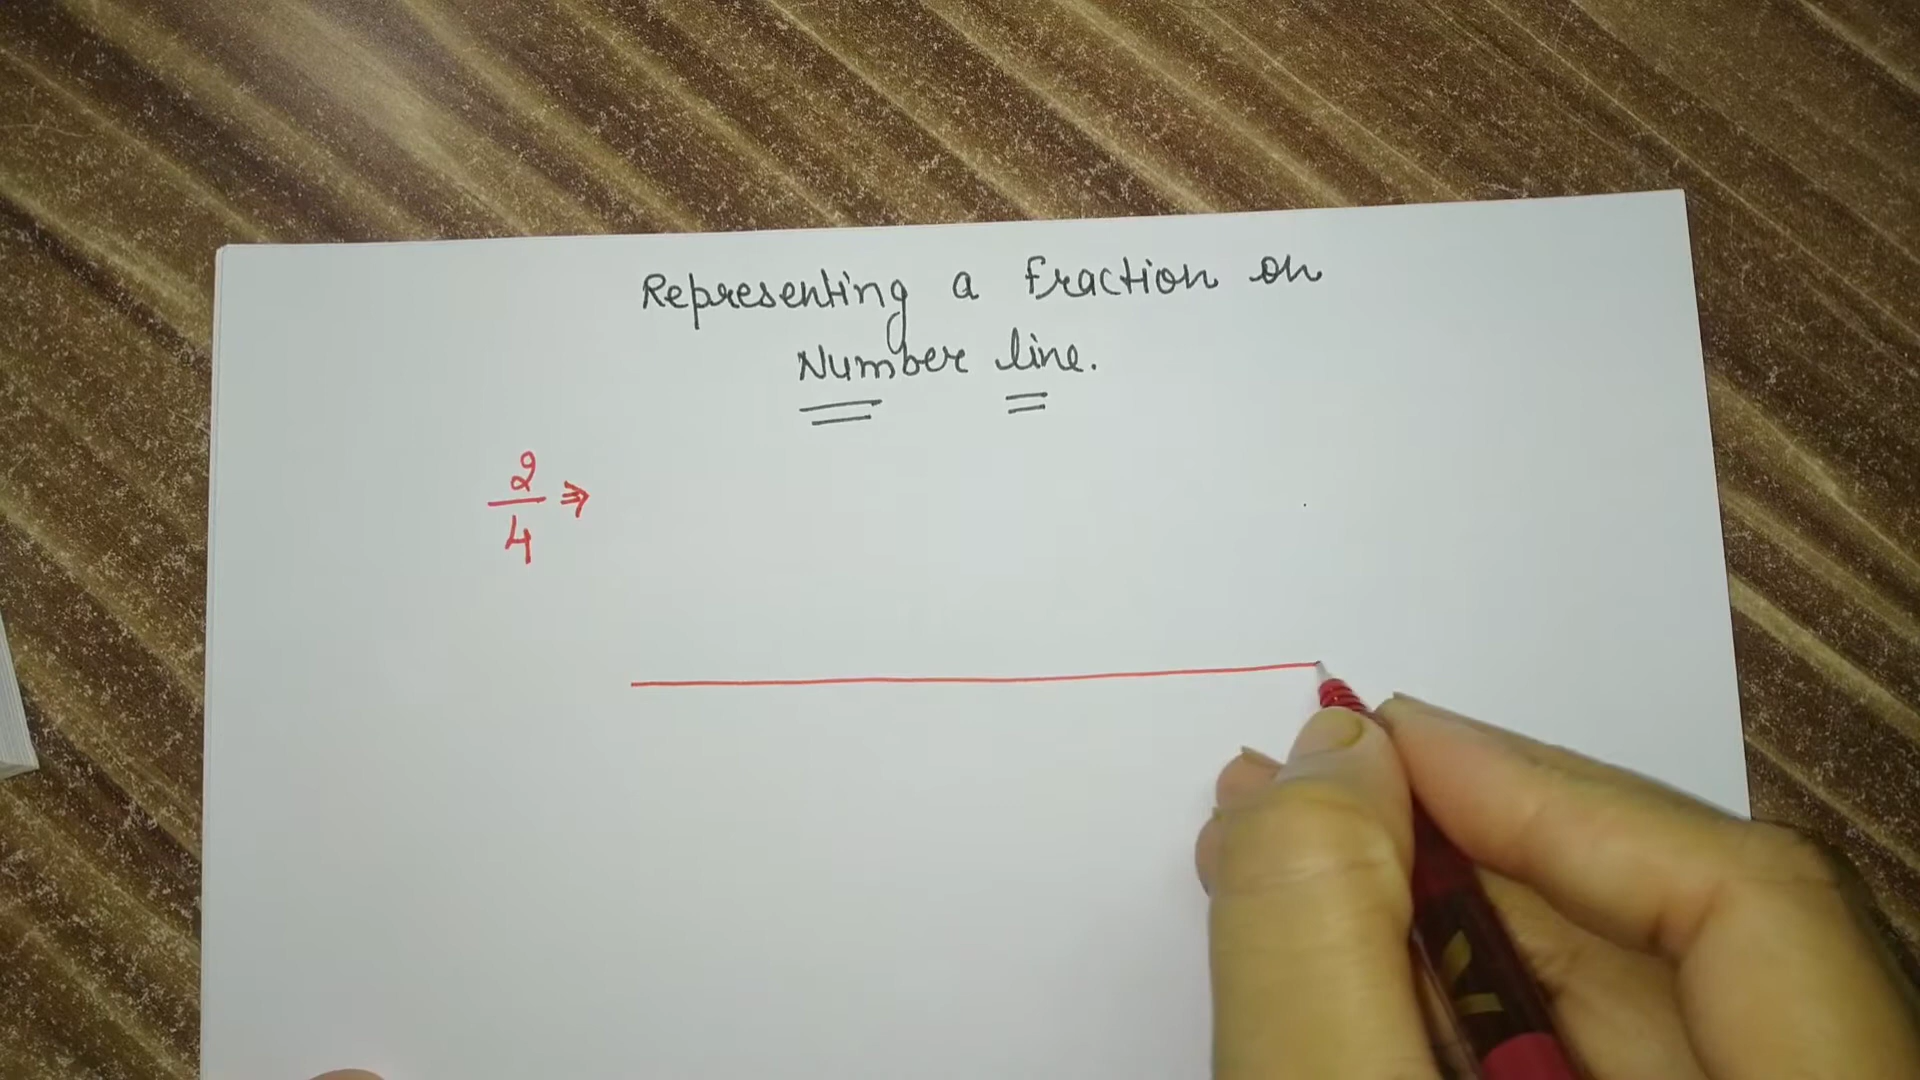 Representing a fraction on
Number line.
2/4 ⇒